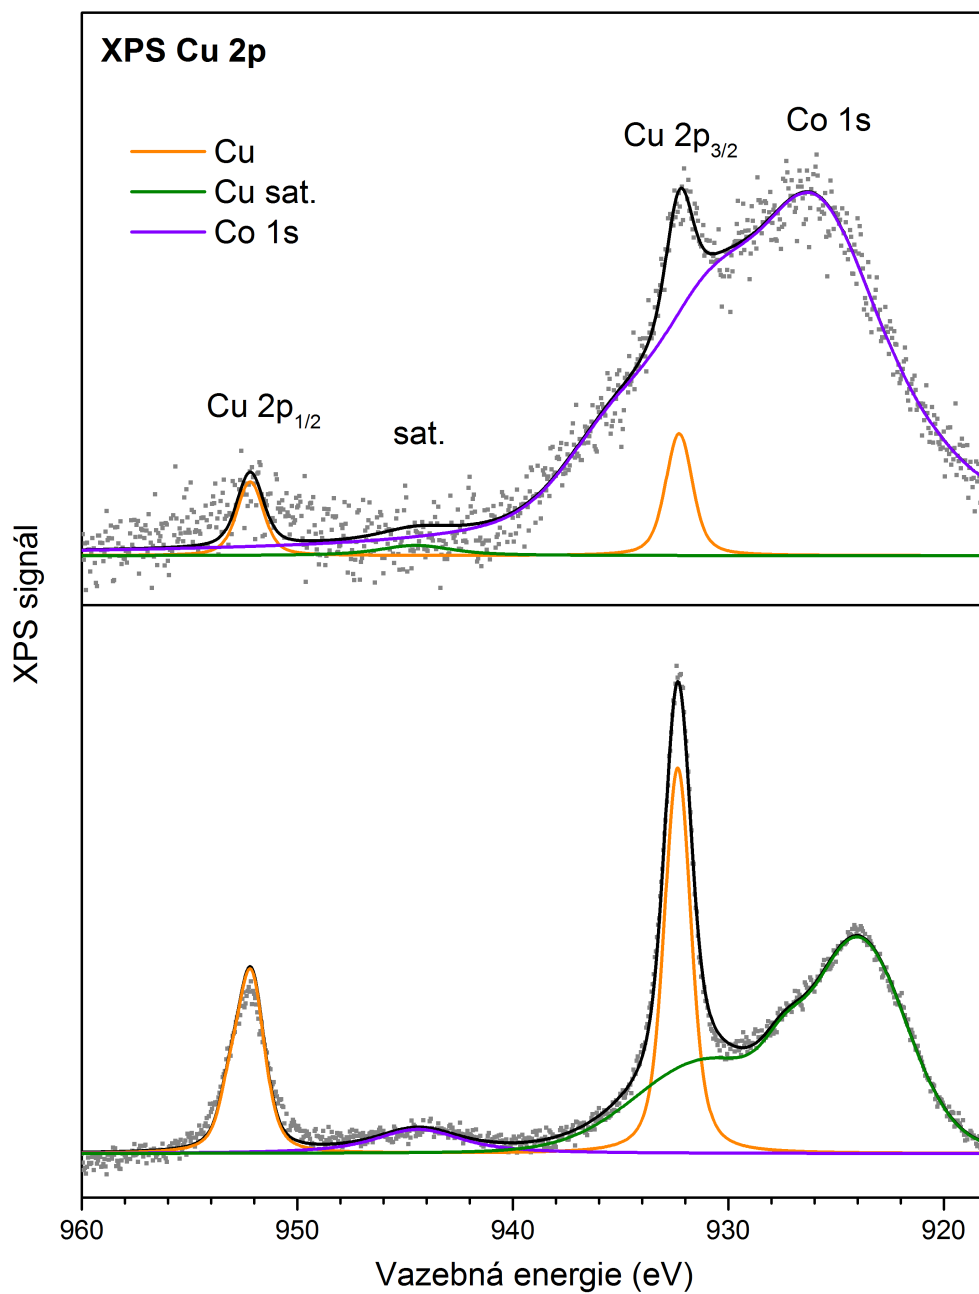 XPS Cu 2p
Co 1s
Cu 2p3/2
Cu
Cu sat.
Co 1s
Cu 2p1/2
sat.
XPS signál
960 950 940 930 920
Vazebná energie (eV)